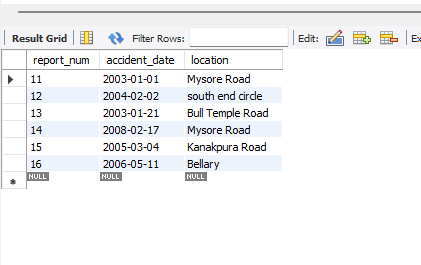 Result Grid Filter Rows: Edit: Ex
report_num accident_date location
11 2003-01-01 Mysore Road
12 2004-02-02 south end circle
13 2003-01-21 Bull Temple Road
14 2008-02-17 Mysore Road
15 2005-03-04 Kanakpura Road
16 2006-05-11 Bellary
NULL NULL NULL